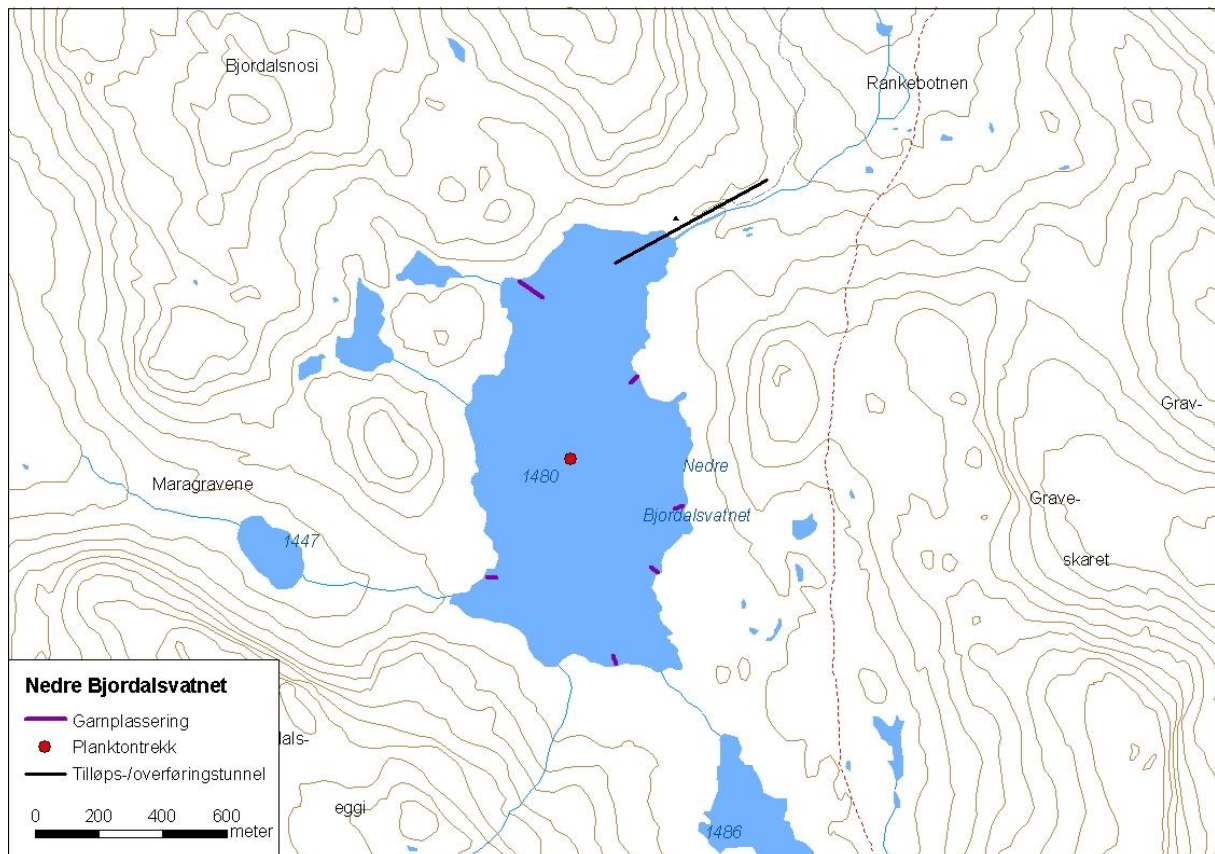 Bjordalsnosi
Rankebotnen
Grav-
Nedre
1480
Maragravene
Grave-
Bjordalsvatnet
1447
skaret
Nedre Bjordalsvatnet
Garnplassering
Planktontrekk
lals-
Tilløps-/overføringstunnel
eggi
0 200 400 600
meter
1486